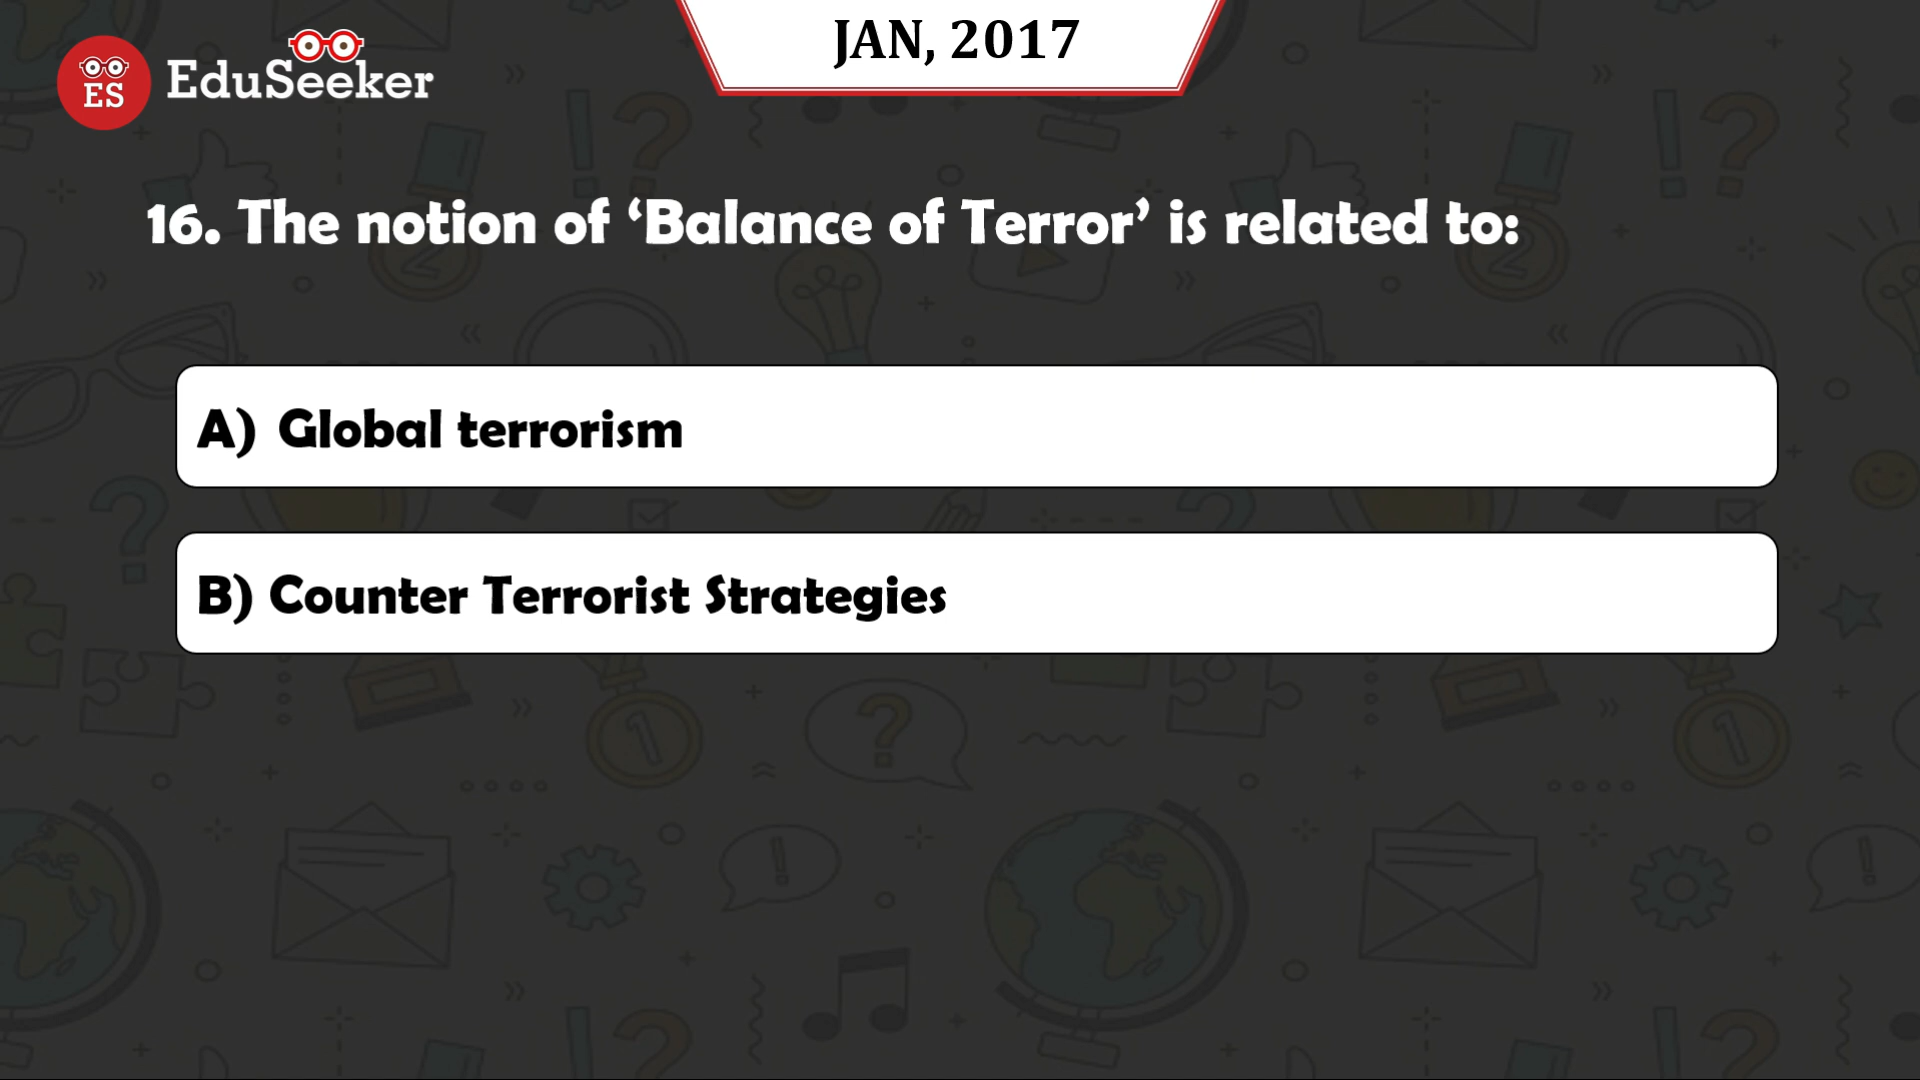 JAN, 2017
ES
EduSeeker
16. The notion of ‘Balance of Terror’ is related to:
A) Global terrorism
B) Counter Terrorist Strategies